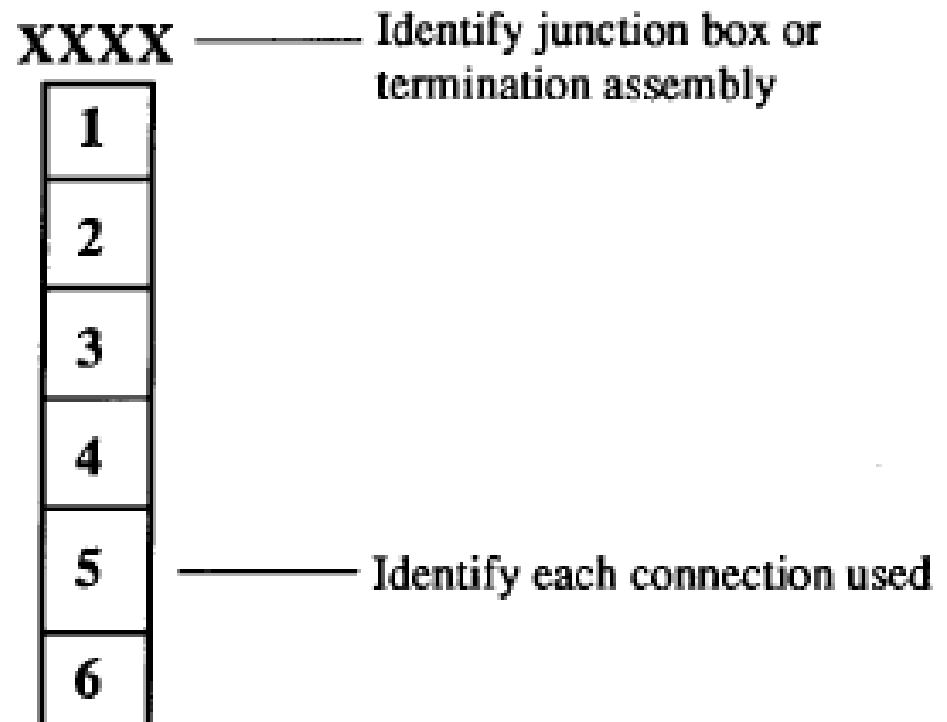 XXXX
Identify junction box or
termination assembly
1
2
3
4
5
Identify each connection used
6